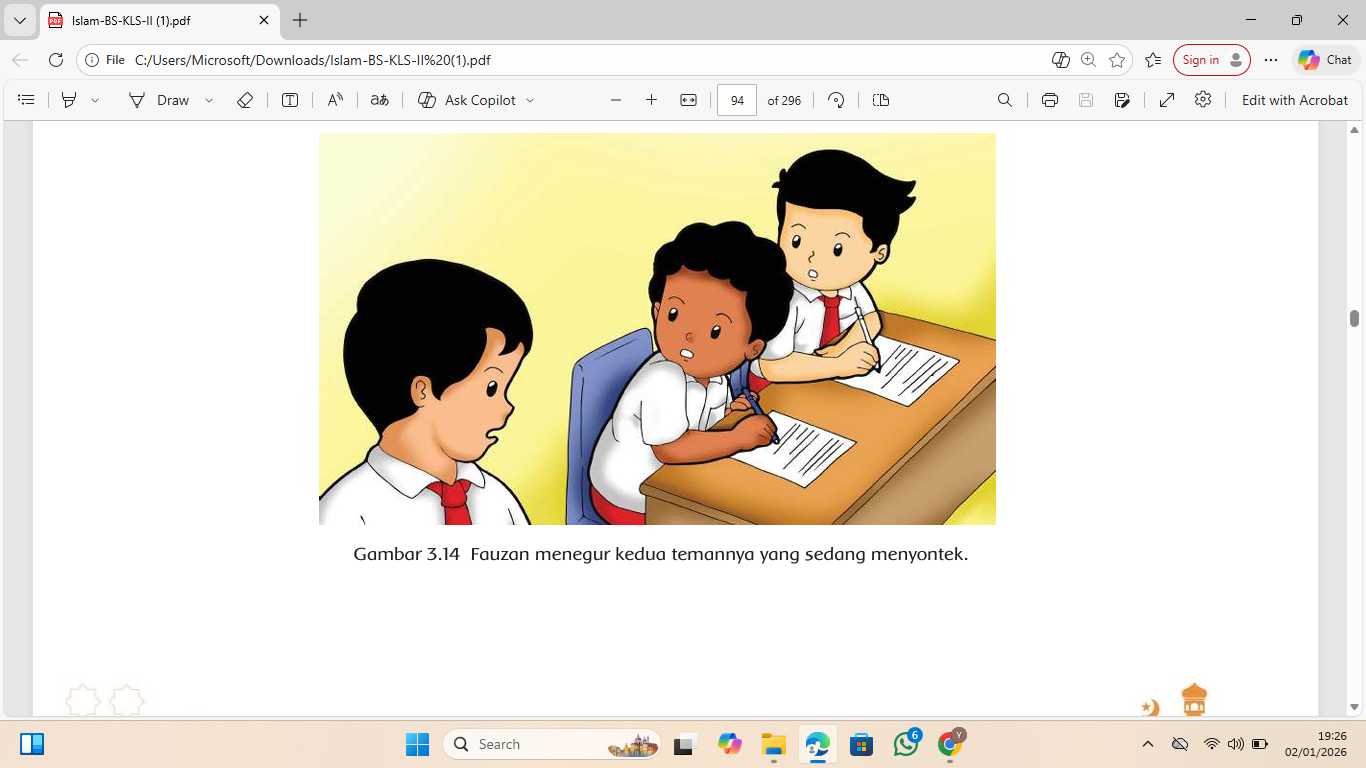 Islam-BS-KLS-II (1).pdf
File C:/Users/Microsoft/Downloads/Islam-BS-KLS-II%20(1).pdf
Sign in
Chat
Draw
Ask Copilot
94 of 296
Edit with Acrobat
Gambar 3.14 Fauzan menegur kedua temannya yang sedang menyontek.
Search
6
Y
19:26
02/01/2026